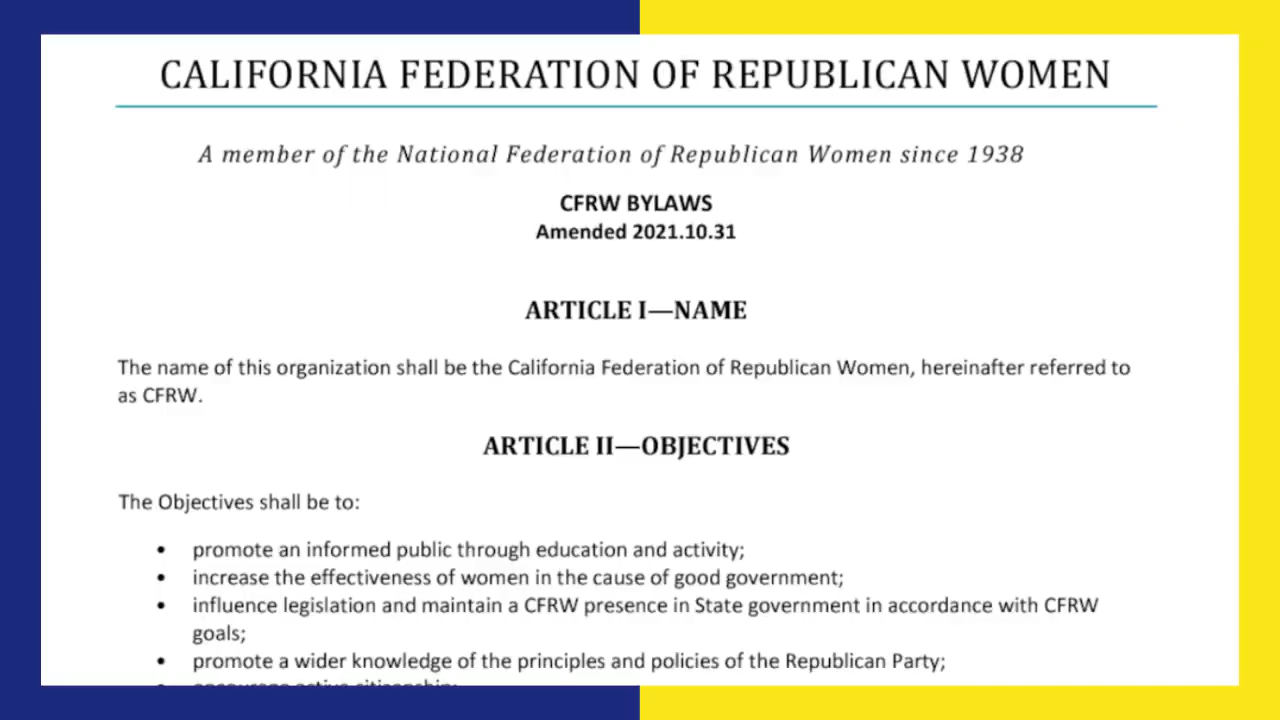 CALIFORNIA FEDERATION OF REPUBLICAN WOMEN
A member of the National Federation of Republican Women since 1938
CFRW BYLAWS
Amended 2021.10.31
ARTICLE I—NAME
The name of this organization shall be the California Federation of Republican Women, hereinafter referred to
as CFRW.
ARTICLE II—OBJECTIVES
The Objectives shall be to:
• promote an informed public through education and activity;
• increase the effectiveness of women in the cause of good government;
• influence legislation and maintain a CFRW presence in State government in accordance with CFRW
goals;
• promote a wider knowledge of the principles and policies of the Republican Party;